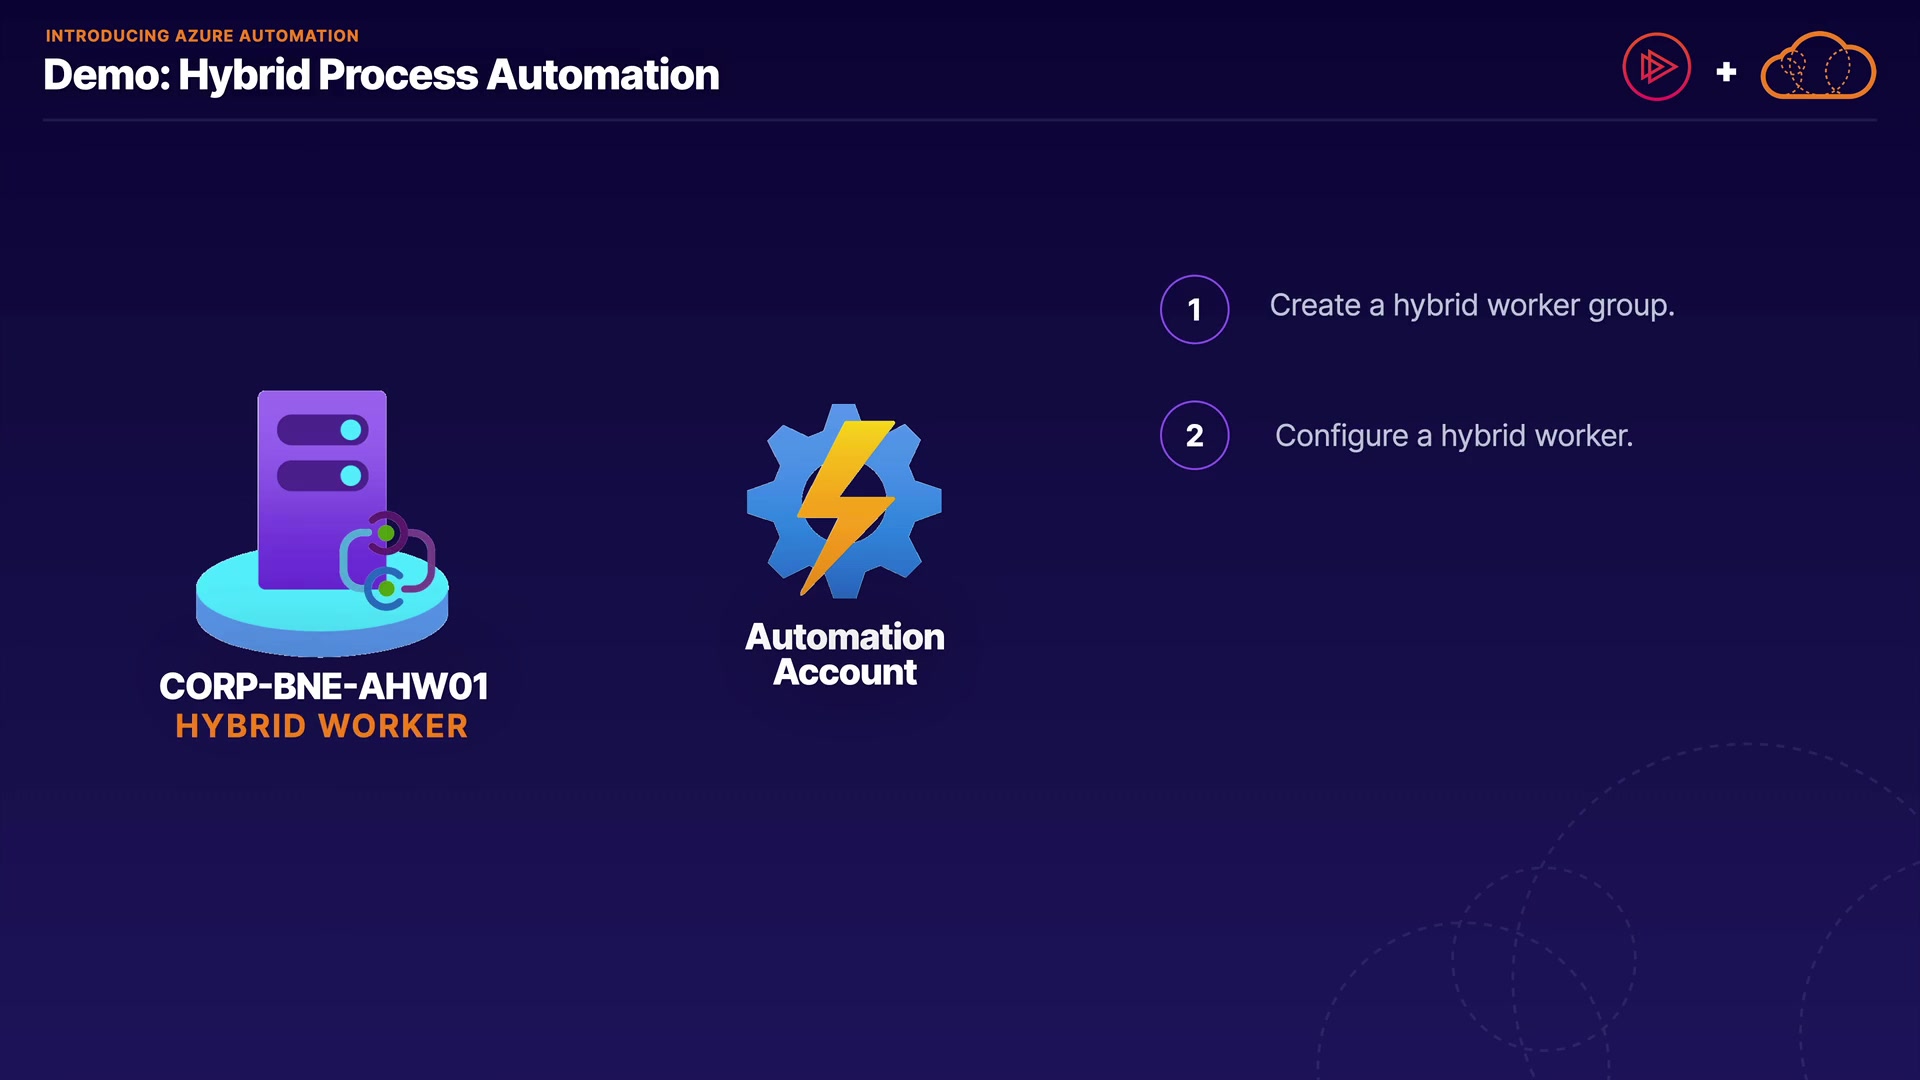 INTRODUCING AZURE AUTOMATION
Demo: Hybrid Process Automation
1
Create a hybrid worker group.
2
Configure a hybrid worker.
CORP-BNE-AHW01
HYBRID WORKER
Automation
Account